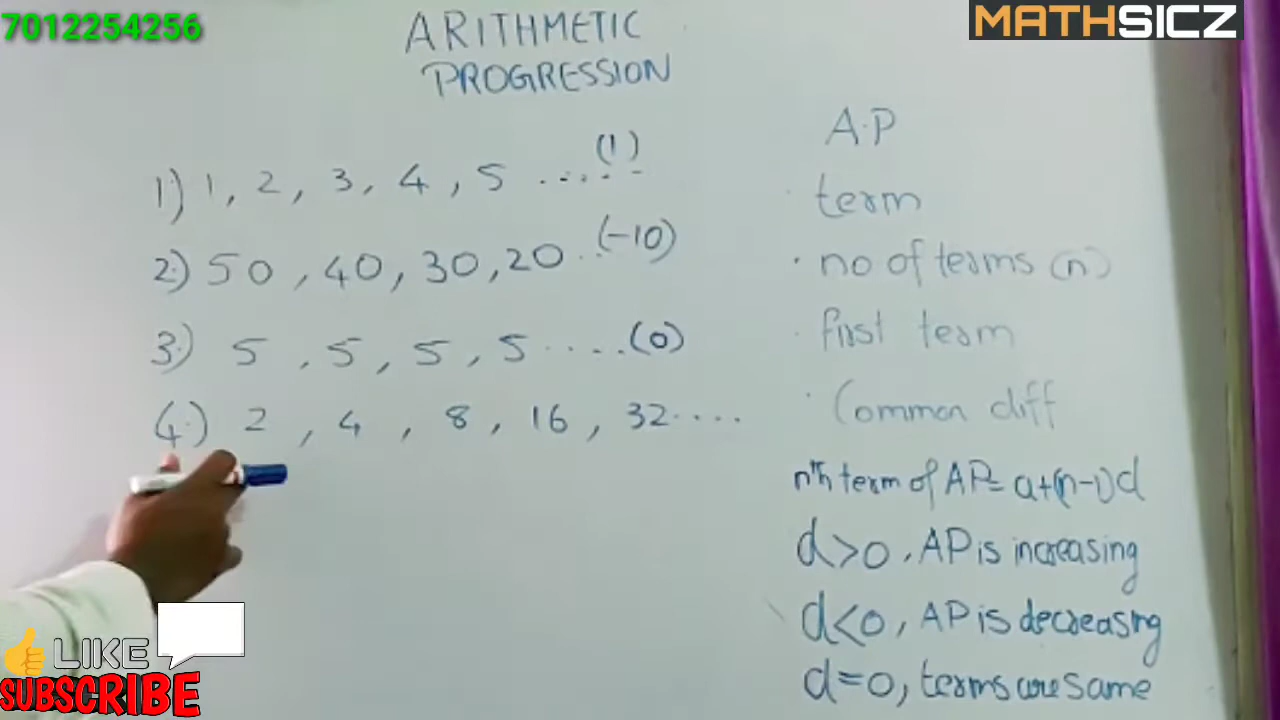 7012254256
MATHSICZ
ARITHMETIC
PROGRESSION
1) 1, 2, 3, 4, 5 ...... (1)
2) 50, 40, 30, 20 ... (-10)
3) 5, 5, 5, 5 ..... (0)
4.) 2, 4, 8, 16, 32 ....
A.P
term
no of terms (n)
first term
Common diff
nth term of AP= a+(n-1)d
d>0, AP is increasing
d<0, AP is decreasing
d=0, terms are same
LIKE
SUBSCRIBE